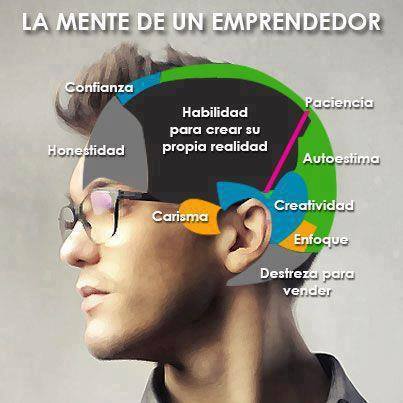 LA MENTE DE UN EMPRENDEDOR
Confianza
Paciencia
Habilidad
para crear su
propia realidad
Honestidad
Autoestima
Carisma
Creatividad
Enfoque
Destreza para
vender